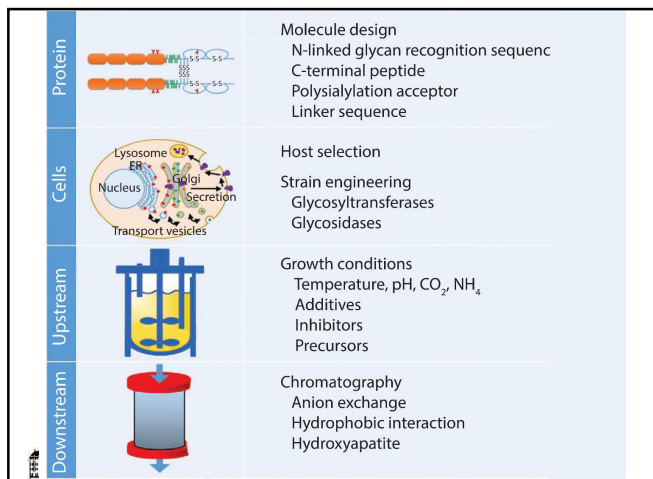 Protein
S-S S-S
SSS
SSS
S-S S-S
Molecule design
N-linked glycan recognition sequenc
C-terminal peptide
Polysialylation acceptor
Linker sequence
Cells
Lysosome
ER
Golgi
Nucleus
Secretion
Transport vesicles
Host selection
Strain engineering
Glycosyltransferases
Glycosidases
Upstream
Growth conditions
Temperature, pH, CO₂, NH₄
Additives
Inhibitors
Precursors
Downstream
Chromatography
Anion exchange
Hydrophobic interaction
Hydroxyapatite